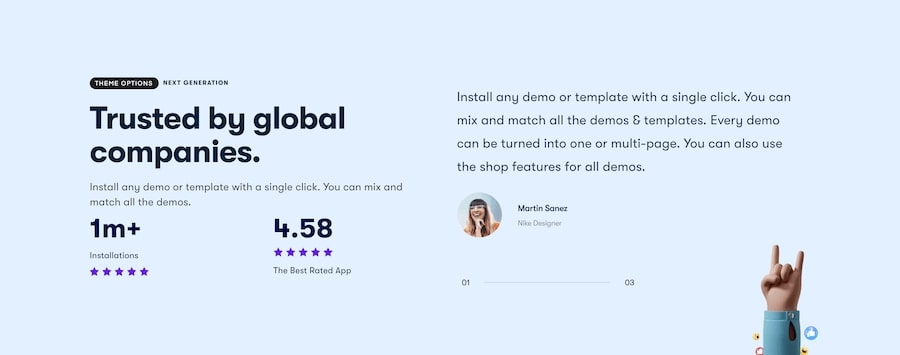 THEME OPTIONS NEXT GENERATION
Trusted by global
companies.
Install any demo or template with a single click. You can mix and
match all the demos.
1m+
Installations
4.58
The Best Rated App
Install any demo or template with a single click. You can
mix and match all the demos & templates. Every demo
can be turned into one or multi-page. You can also use
the shop features for all demos.
Martin Sanez
Nike Designer
01 03